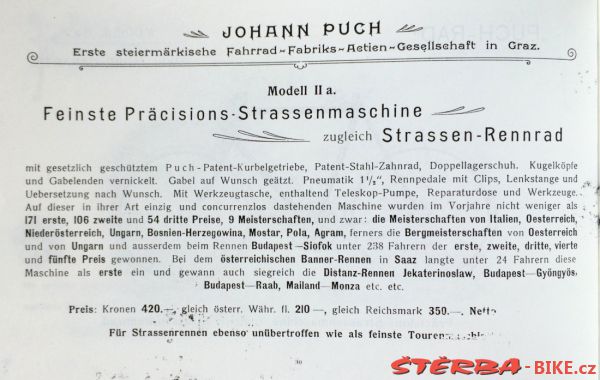 JOHANN PUCH
Erste steiermärkische Fahrrad-Fabriks-Actien-Gesellschaft in Graz.
Modell II a.
Feinste Präcisions-Strassenmaschine
zugleich Strassen-Rennrad
mit gesetzlich geschütztem Puch-Patent-Kurbelgetriebe, Patent-Stahl-Zahnrad, Doppellagerschuh. Kugelköpfe
und Gabelenden vernickelt. Gabel auf Wunsch geätzt. Pneumatik 1 1/2", Rennpedale mit Clips, Lenkstange und
Uebersetzung nach Wunsch. Mit Werkzeugtasche, enthaltend Teleskop-Pumpe, Reparaturdose und Werkzeuge.
Auf dieser in ihrer Art einzig und concurrenzlos dastehenden Maschine wurden im Vorjahre nicht weniger als
171 erste, 106 zweite und 54 dritte Preise, 9 Meisterschaften, und zwar: die Meisterschaften von Italien, Oesterreich,
Niederösterreich, Ungarn, Bosnien-Herzegowina, Mostar, Pola, Agram, ferners die Bergmeisterschaften von Oesterreich
und von Ungarn und ausserdem beim Rennen Budapest-Siofok unter 238 Fahrern der erste, zweite, dritte, vierte
und fünfte Preis gewonnen. Bei dem österreichischen Banner-Rennen in Saaz langte unter 24 Fahrern diese
Maschine als erste ein und gewann auch siegreich die Distanz-Rennen Jekaterinoslaw, Budapest—Gyöngyös,
Budapest—Raab, Mailand—Monza etc. etc.
Preis: Kronen 420.—, gleich österr. Währ. fl. 210 —, gleich Reichsmark 350.—. Netto
Für Strassenrennen ebenso unübertroffen wie als feinste Touren
ŠTĚRBA-BIKE.cz